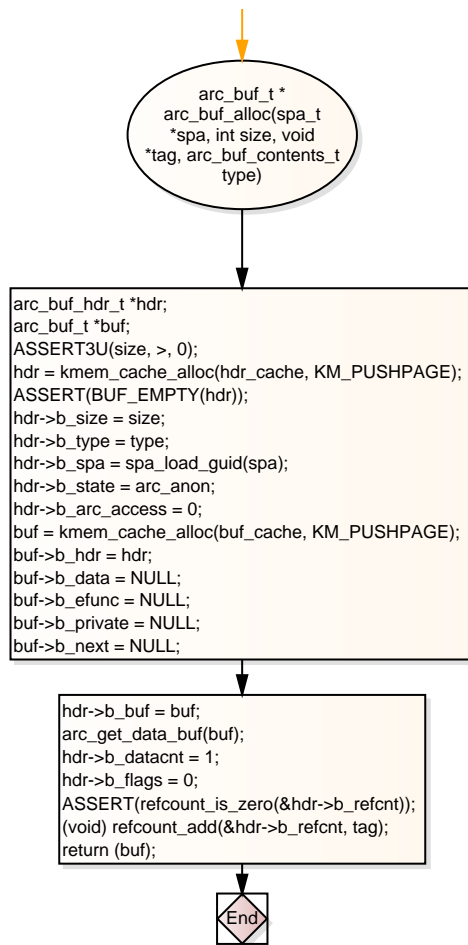 arc_buf_t *
arc_buf_alloc(spa_t
*spa, int size, void
*tag, arc_buf_contents_t
type)
arc_buf_hdr_t *hdr;
arc_buf_t *buf;
ASSERT3U(size, >, 0);
hdr = kmem_cache_alloc(hdr_cache, KM_PUSHPAGE);
ASSERT(BUF_EMPTY(hdr));
hdr->b_size = size;
hdr->b_type = type;
hdr->b_spa = spa_load_guid(spa);
hdr->b_state = arc_anon;
hdr->b_arc_access = 0;
buf = kmem_cache_alloc(buf_cache, KM_PUSHPAGE);
buf->b_hdr = hdr;
buf->b_data = NULL;
buf->b_efunc = NULL;
buf->b_private = NULL;
buf->b_next = NULL;
hdr->b_buf = buf;
arc_get_data_buf(buf);
hdr->b_datacnt = 1;
hdr->b_flags = 0;
ASSERT(refcount_is_zero(&hdr->b_refcnt));
(void) refcount_add(&hdr->b_refcnt, tag);
return (buf);
End